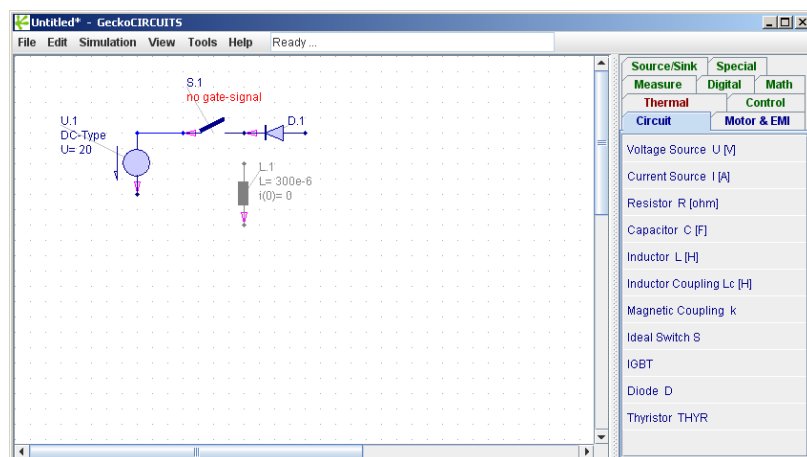 Untitled* - GeckoCIRCUITS
File Edit Simulation View Tools Help Ready ...
S.1
no gate-signal
U.1
DC-Type
U= 20
D.1
L.1
L= 300e-6
i(0)= 0
Source/Sink Special
Measure Digital Math
Thermal Control
Circuit Motor & EMI
Voltage Source U [V]
Current Source I [A]
Resistor R [ohm]
Capacitor C [F]
Inductor L [H]
Inductor Coupling Lc [H]
Magnetic Coupling k
Ideal Switch S
IGBT
Diode D
Thyristor THYR